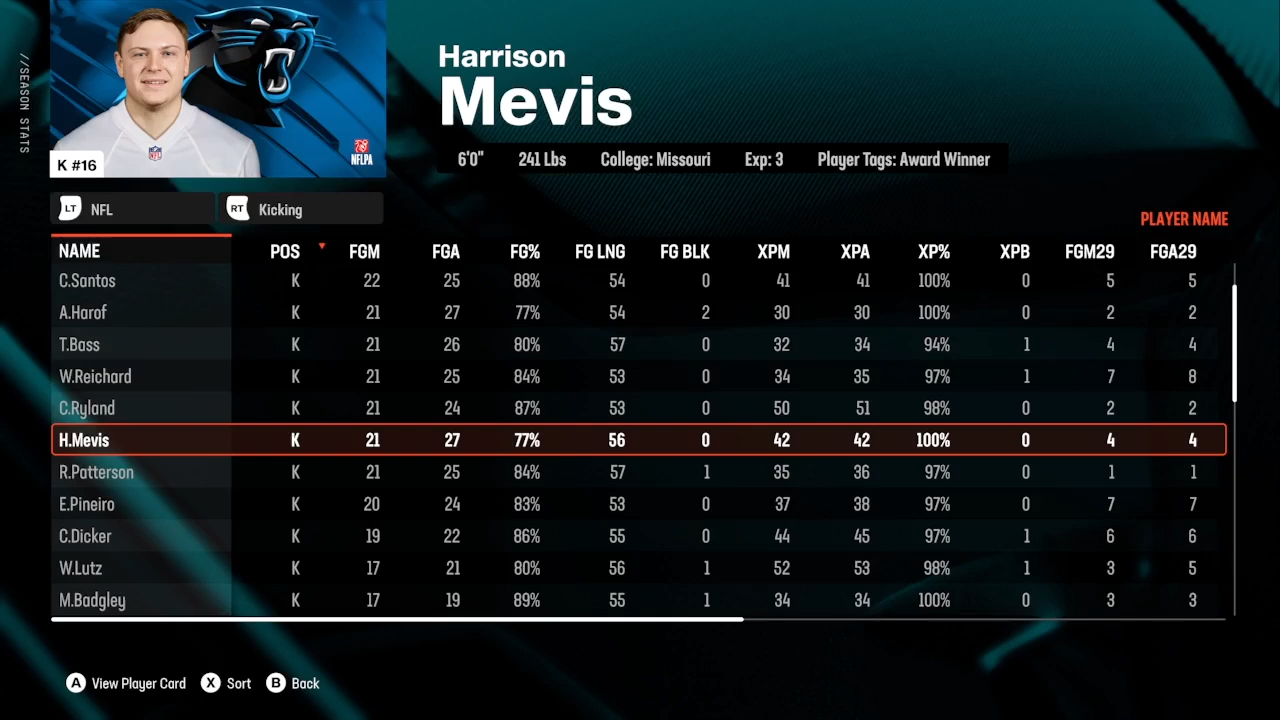 //SEASON STATS
Harrison
Mevis
K #16
NFL
NFLPA
6'0" 241 Lbs College: Missouri Exp: 3 Player Tags: Award Winner
LT NFL RT Kicking
PLAYER NAME
NAME POS FGM FGA FG% FG LNG FG BLK XPM XPA XP% XPB FGM29 FGA29
C.Santos K 22 25 88% 54 0 41 41 100% 0 5 5
A.Harof K 21 27 77% 54 2 30 30 100% 0 2 2
T.Bass K 21 26 80% 57 0 32 34 94% 1 4 4
W.Reichard K 21 25 84% 53 0 34 35 97% 1 7 8
C.Ryland K 21 24 87% 53 0 50 51 98% 0 2 2
H.Mevis K 21 27 77% 56 0 42 42 100% 0 4 4
R.Patterson K 21 25 84% 57 1 35 36 97% 0 1 1
E.Pineiro K 20 24 83% 53 0 37 38 97% 0 7 7
C.Dicker K 19 22 86% 55 0 44 45 97% 1 6 6
W.Lutz K 17 21 80% 56 1 52 53 98% 1 3 5
M.Badgley K 17 19 89% 55 1 34 34 100% 0 3 3
A View Player Card X Sort B Back